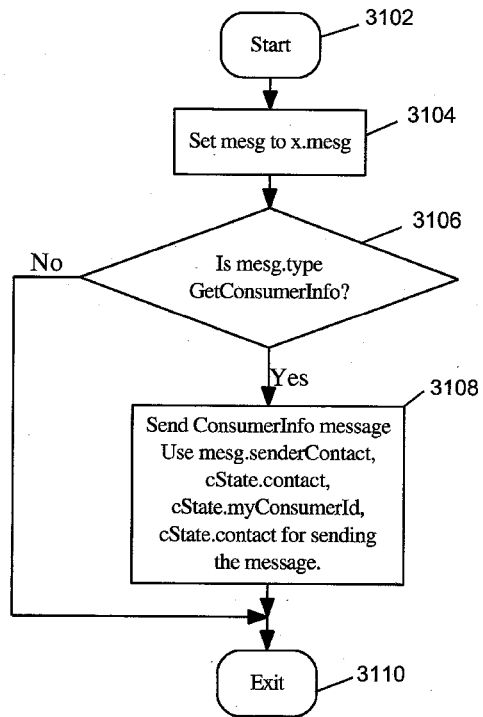 3102
Start
3104
Set mesg to x.mesg
3106
No
Is mesg.type
GetConsumerInfo?
Yes
3108
Send ConsumerInfo message
Use mesg.senderContact,
cState.contact,
cState.myConsumerId,
cState.contact for sending
the message.
Exit
3110